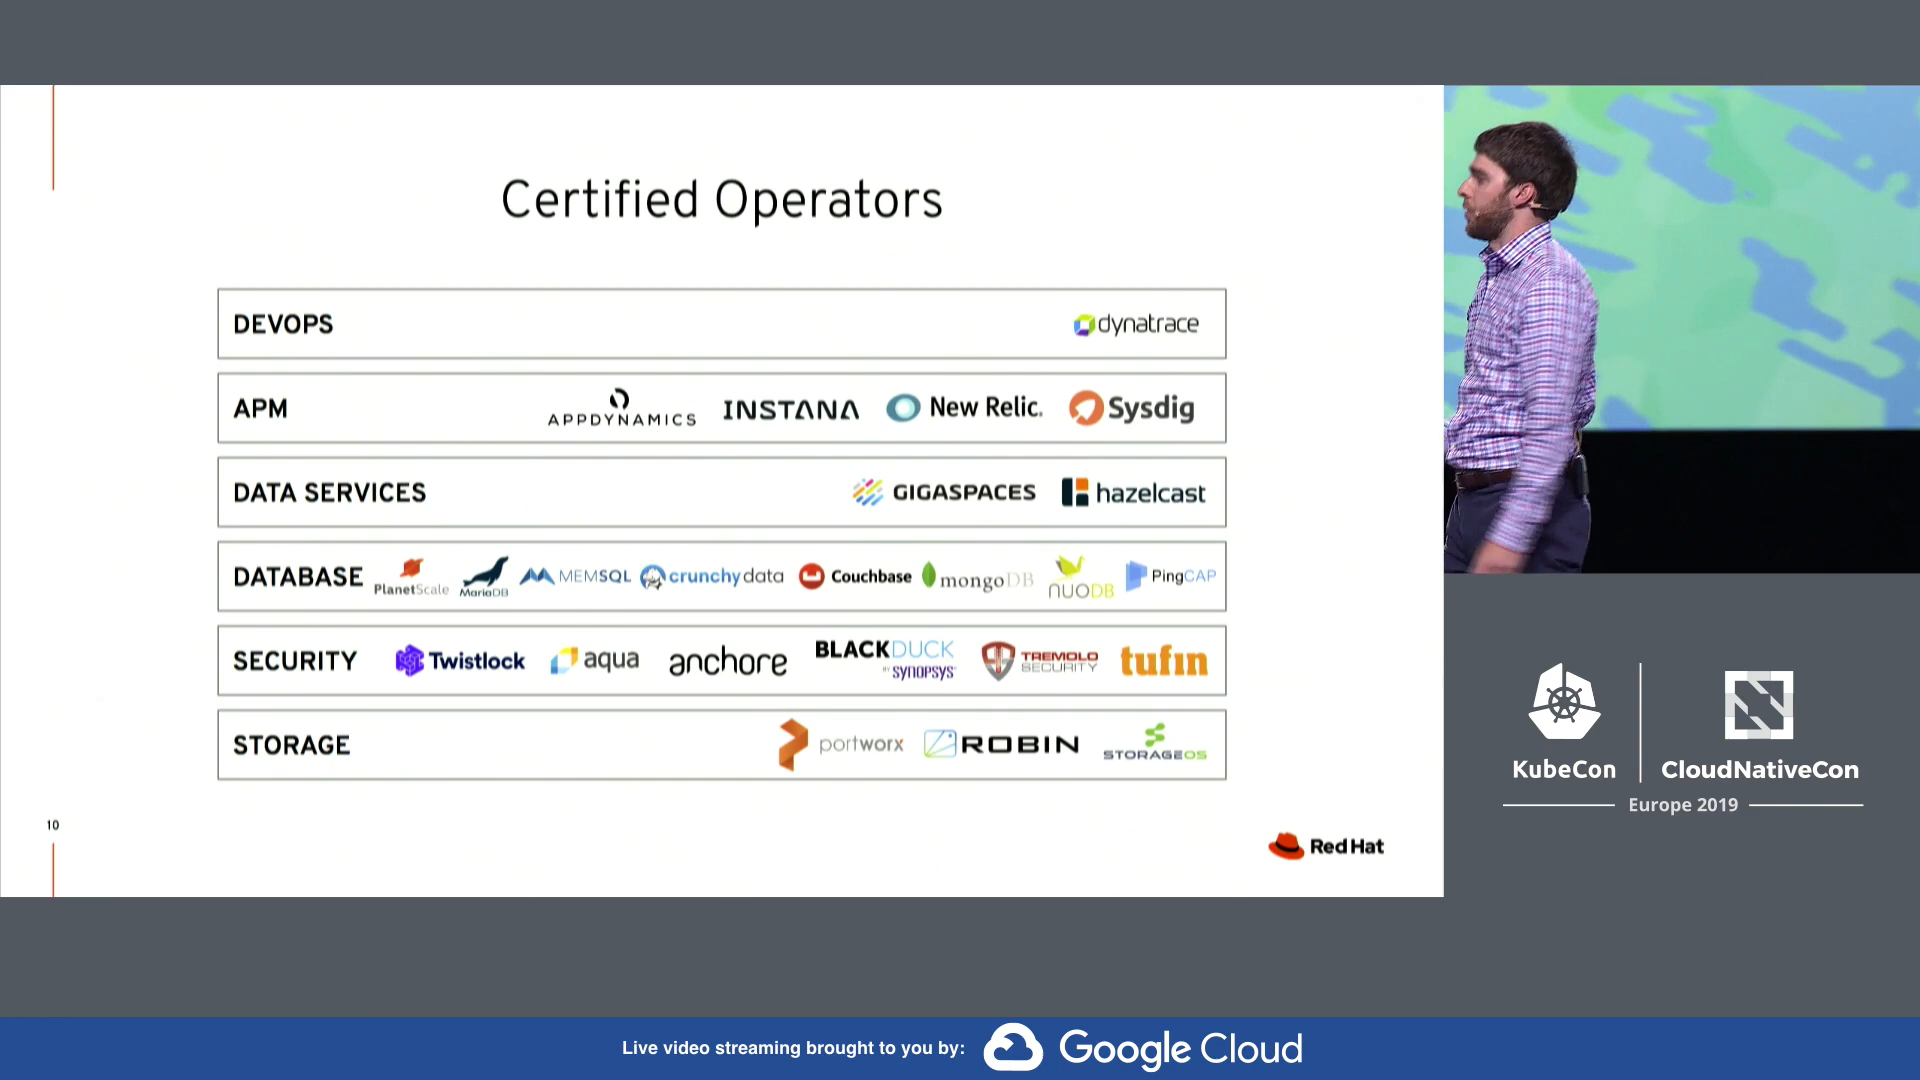 Certified Operators
DEVOPS
dynatrace
APM
APPDYNAMICS
INSTANA
New Relic.
Sysdig
DATA SERVICES
GIGASPACES
hazelcast
DATABASE
PlanetScale
MariaDB
MEMSQL
crunchydata
Couchbase
mongoDB
NUODB
PingCAP
SECURITY
Twistlock
aqua
anchore
BLACKDUCK
BY SYNOPSYS
TREMOLO
SECURITY
tufin
STORAGE
portworx
ROBIN
STORAGEOS
10
Red Hat
KubeCon
CloudNativeCon
Europe 2019
Live video streaming brought to you by:
Google Cloud